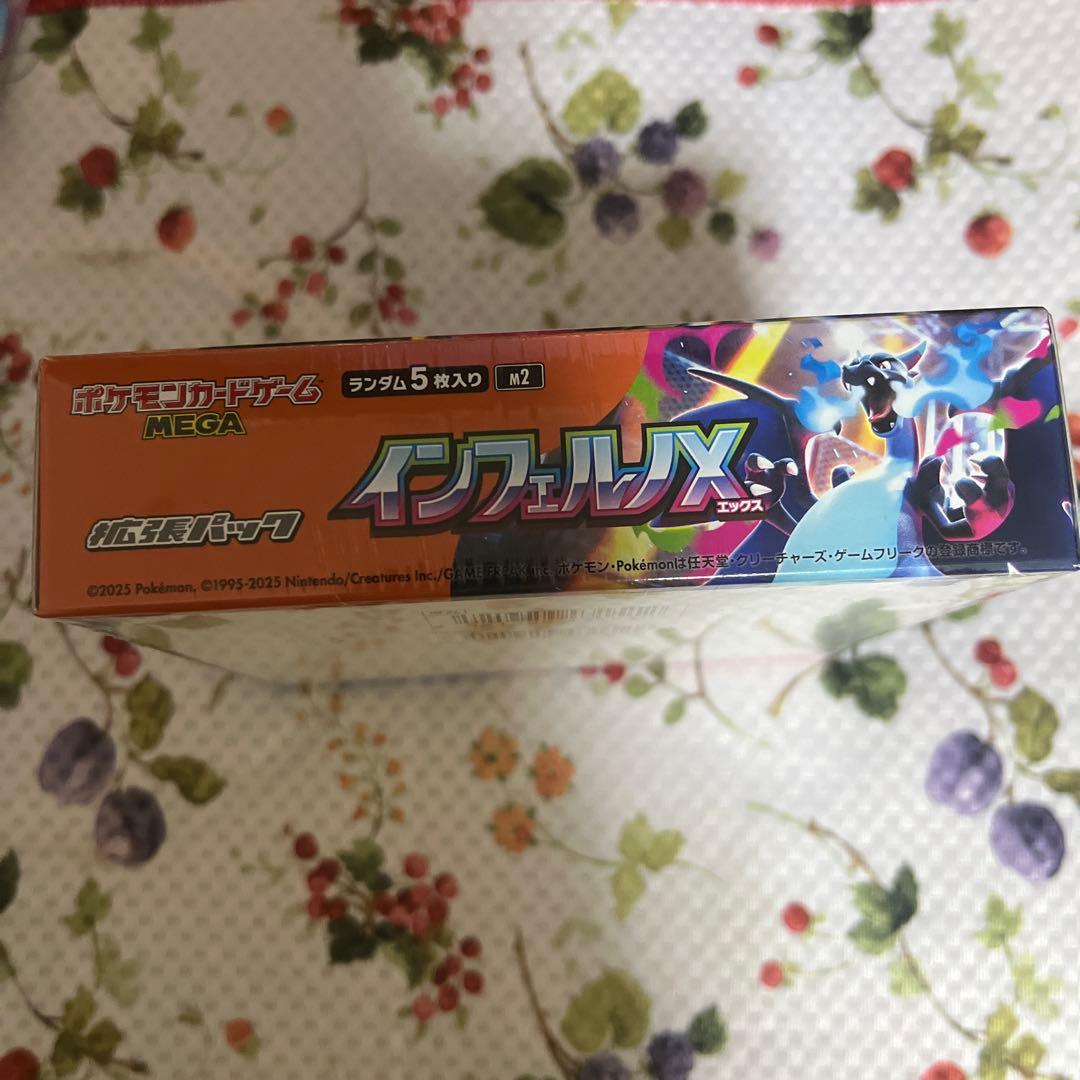 ポケモンカードゲーム
MEGA
ランダム5枚入り M2
インフェルノX
エックス
拡張パック
©2025 Pokémon. ©1995-2025 Nintendo/Creatures Inc./GAME FREAK inc. ポケモン・Pokémonは任天堂・クリーチャーズ・ゲームフリークの登録商標です。